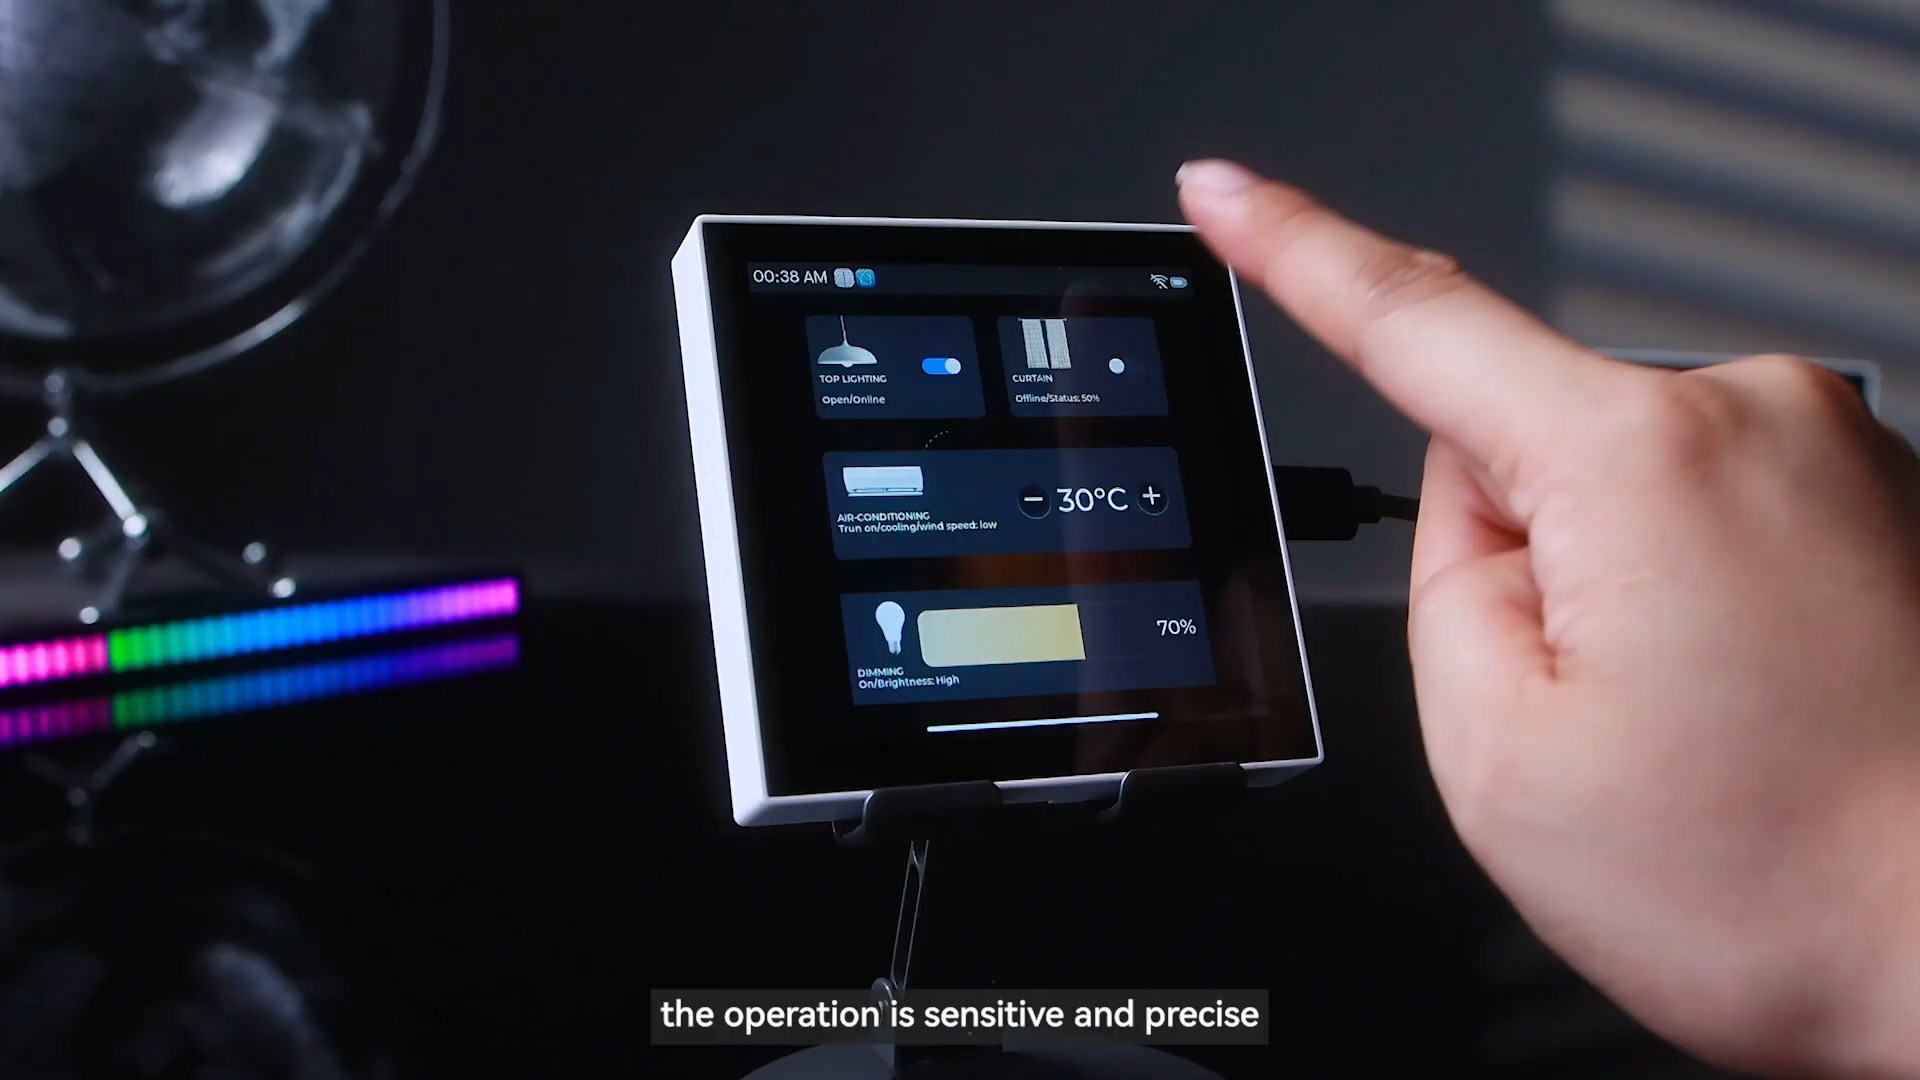 00:38 AM
TOP LIGHTING
Open/Online
CURTAIN
Offline/Status: 50%
AIR-CONDITIONING
Trun on/cooling/wind speed: low
− 30°C +
DIMMING
On/Brightness: High
70%
the operation is sensitive and precise